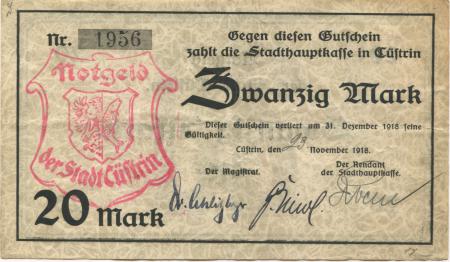 Nr. 1956
Gegen diesen Gutschein
zahlt die Stadthauptkasse in Cüstrin
Zwanzig Mark
Notgeld
der Stadt Cüstrin
Dieser Gutschein verliert am 31. Dezember 1918 seine
Gültigkeit.
Cüstrin, den 23 November 1918.
Der Magistrat.
Der Rendant
der Stadthauptkasse.
20 Mark